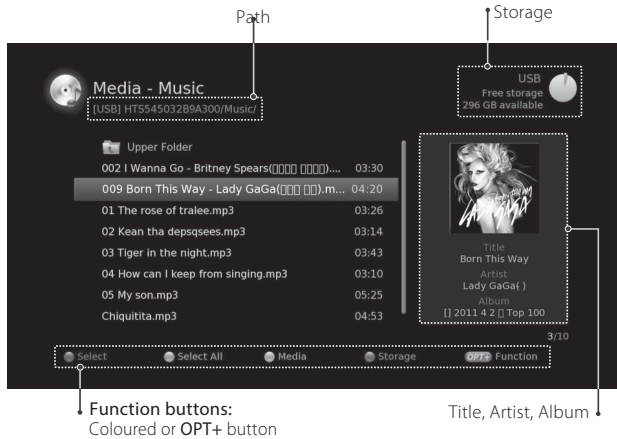 Path
Storage
Media - Music
[USB] HTS545032B9A300/Music/
USB
Free storage
296 GB available
Upper Folder
002 I Wanna Go - Britney Spears(▯▯▯▯ ▯▯▯▯).... 03:30
009 Born This Way - Lady GaGa(▯▯▯ ▯▯).m... 04:20
01 The rose of tralee.mp3 03:26
02 Kean tha depsqsees.mp3 03:14
03 Tiger in the night.mp3 03:43
04 How can I keep from singing.mp3 03:10
05 My son.mp3 05:25
Chiquitita.mp3 04:53
Title
Born This Way
Artist
Lady GaGa( )
Album
[] 2011 4 2 ▯ Top 100
3/10
Select Select All Media Storage OPT+ Function
Function buttons:
Coloured or OPT+ button
Title, Artist, Album